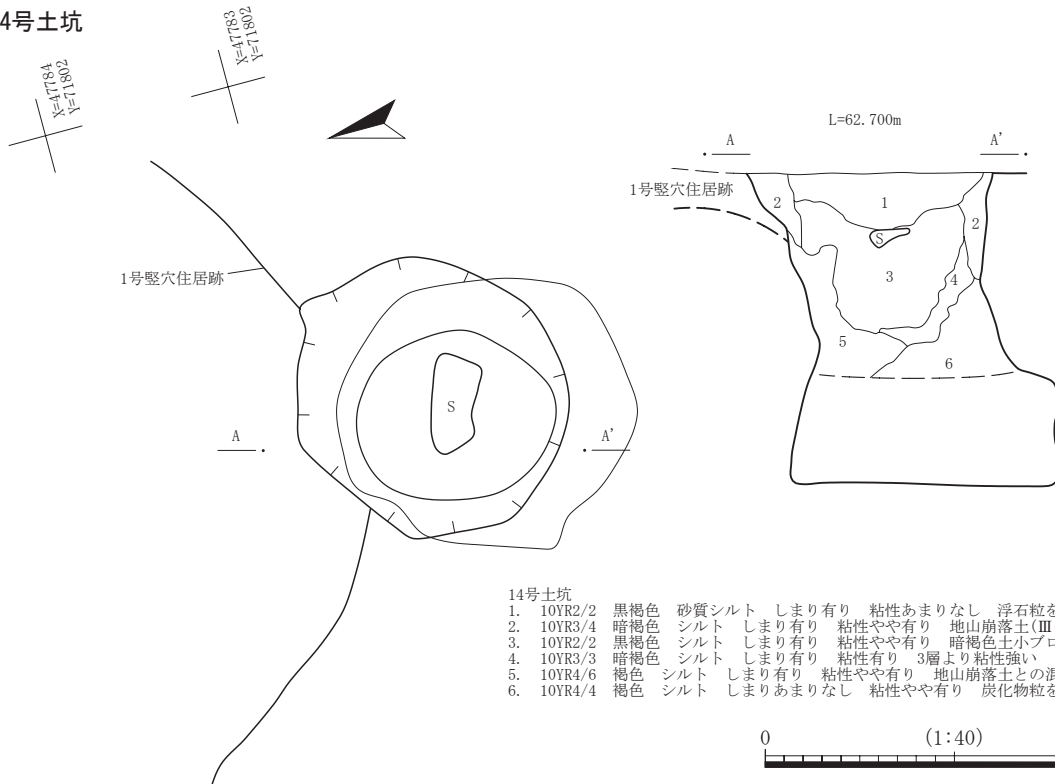 4号土坑
X=47784
Y=71802
X=47783
Y=71802
L=62.700m
A
A'
1号竪穴住居跡
2
1
2
S
3
4
5
6
1号竪穴住居跡
S
A
A'
14号土坑
1. 10YR2/2 黒褐色 砂質シルト しまり有り 粘性あまりなし 浮石粒を
2. 10YR3/4 暗褐色 シルト しまり有り 粘性やや有り 地山崩落土(Ⅲ
3. 10YR2/2 黒褐色 シルト しまり有り 粘性やや有り 暗褐色土小ブロ
4. 10YR3/3 暗褐色 シルト しまり有り 粘性有り 3層より粘性強い
5. 10YR4/6 褐色 シルト しまり有り 粘性やや有り 地山崩落土との混
6. 10YR4/4 褐色 シルト しまりあまりなし 粘性やや有り 炭化物粒を
0 (1:40)